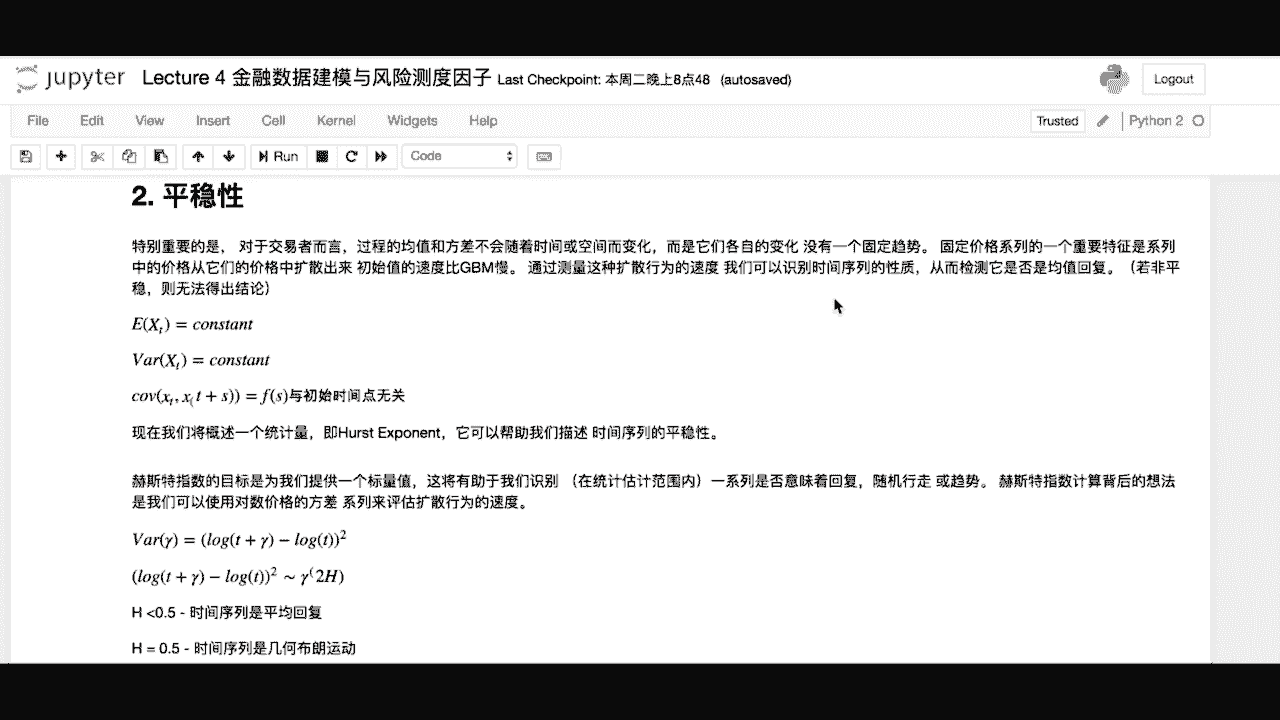 jupyter Lecture 4 金融数据建模与风险测度因子 Last Checkpoint: 本周二晚上8点48 (autosaved)
Logout
File Edit View Insert Cell Kernel Widgets Help
Trusted Python 2
Run Code
2. 平稳性
特别重要的是， 对于交易者而言，过程的均值和方差不会随着时间或空间而变化，而是它们各自的变化 没有一个固定趋势。 固定价格系列的一个重要特征是系列
中的价格从它们的价格中扩散出来 初始值的速度比GBM慢。 通过测量这种扩散行为的速度 我们可以识别时间序列的性质，从而检测它是否是均值回复。（若非平
稳，则无法得出结论）
E(X_t) = constant
Var(X_t) = constant
cov(x_t, x_( t + s)) = f(s)与初始时间点无关
现在我们将概述一个统计量，即Hurst Exponent，它可以帮助我们描述 时间序列的平稳性。
赫斯特指数的目标是为我们提供一个标量值，这将有助于我们识别 （在统计估计范围内）一系列是否意味着回复，随机行走 或趋势。 赫斯特指数计算背后的想法
是我们可以使用对数价格的方差 系列来评估扩散行为的速度。
Var(γ) = (log(t + γ) − log(t))²
(log(t + γ) − log(t))² ∼ γ⁽2H)
H <0.5 - 时间序列是平均回复
H = 0.5 - 时间序列是几何布朗运动